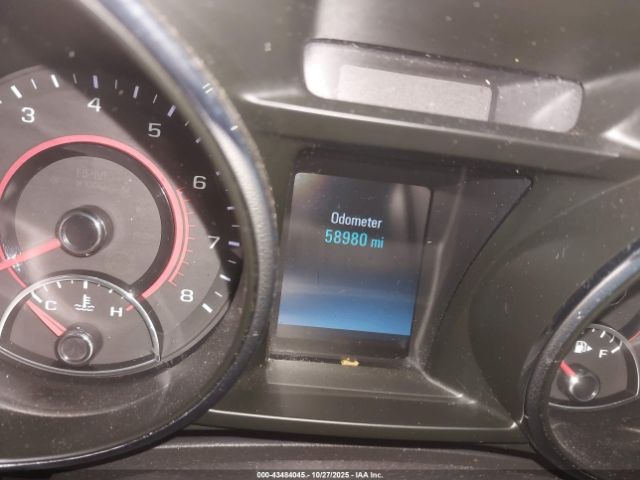 3 4 5 6 7 8
C H
Odometer
58980 mi
F
000-43484045 - 10/27/2025 - IAA Inc.